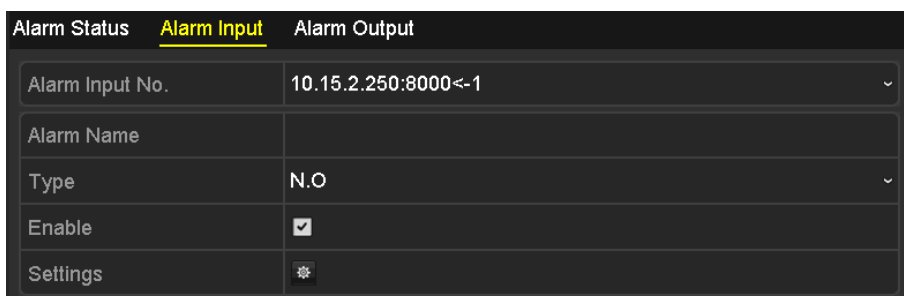 Alarm Status Alarm Input Alarm Output
Alarm Input No. 10.15.2.250:8000<-1
Alarm Name
Type N.O
Enable
Settings